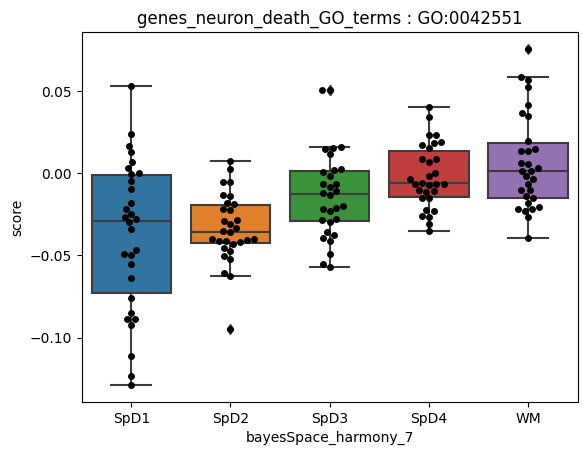 genes_neuron_death_GO_terms : GO:0042551
0.05
0.00
−0.05
−0.10
score
SpD1 SpD2 SpD3 SpD4 WM
bayesSpace_harmony_7